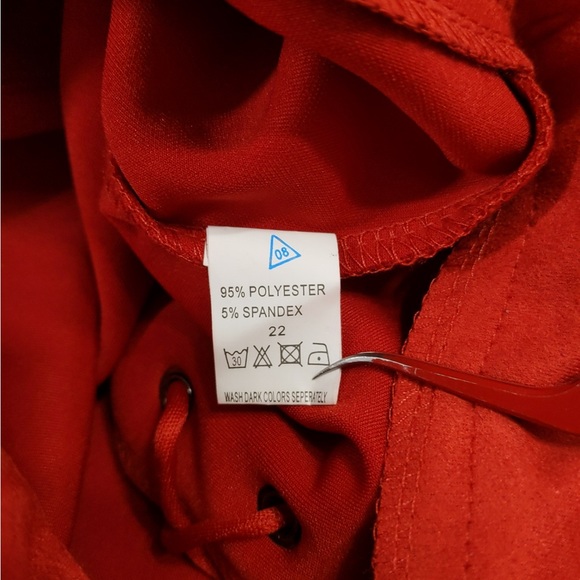 08
95% POLYESTER
5% SPANDEX
22
30
WASH DARK COLORS SEPERATELY